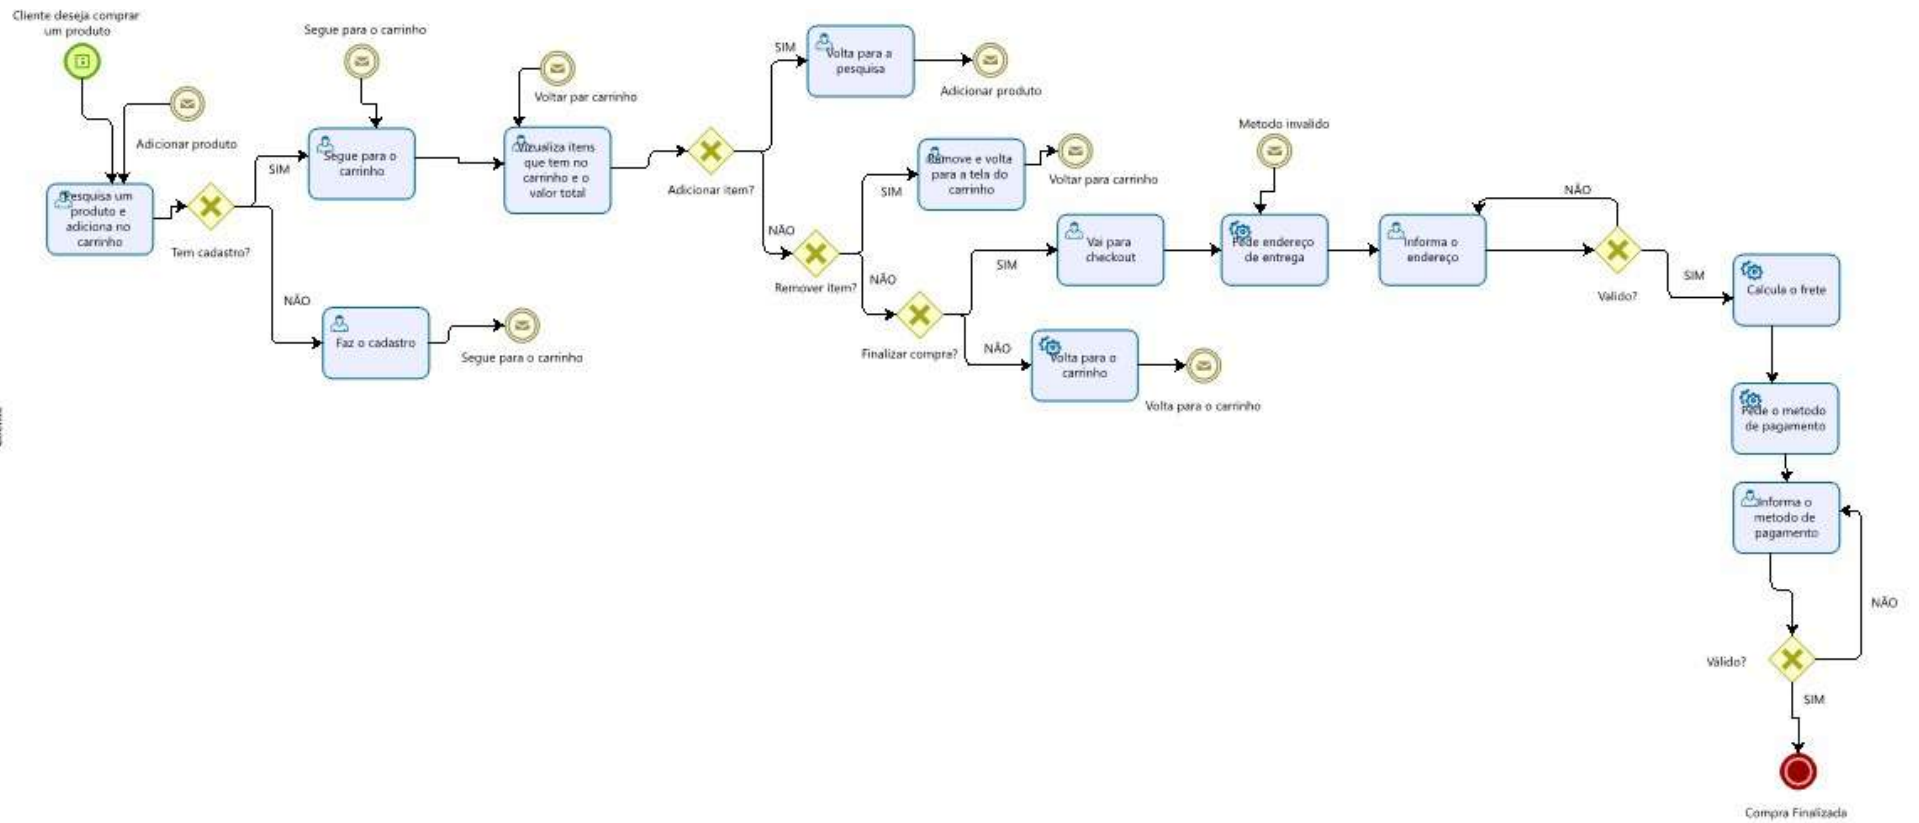 Cliente deseja comprar
um produto
Adicionar produto
Pesquisa um
produto e
adiciona no
carrinho
Tem cadastro?
SIM
NÃO
Segue para o carrinho
Segue para o
carrinho
Faz o cadastro
Segue para o carrinho
Voltar par carrinho
Vizualiza itens
que tem no
carrinho e o
valor total
Adicionar item?
SIM
NÃO
Volta para a
pesquisa
Adicionar produto
Remover item?
SIM
NÃO
Remove e volta
para a tela do
carrinho
Voltar para carrinho
Finalizar compra?
SIM
NÃO
Vai para
checkout
Volta para o
carrinho
Volta para o carrinho
Metodo invalido
Pede endereço
de entrega
Informa o
endereço
NÃO
Valido?
SIM
Calcula o frete
Pede o metodo
de pagamento
Informa o
metodo de
pagamento
NÃO
Válido?
SIM
Compra Finalizada